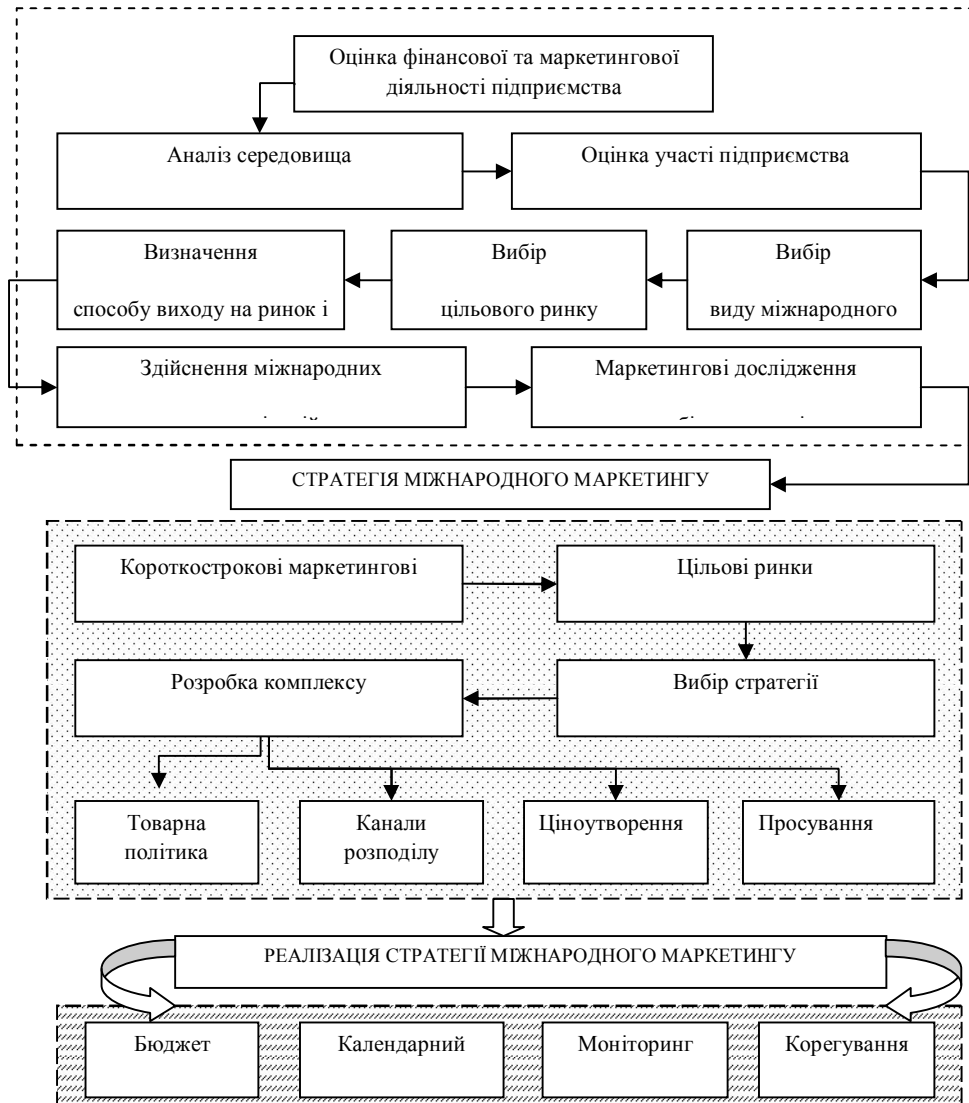 Оцінка фінансової та маркетингової
діяльності підприємства
Аналіз середовища
Оцінка участі підприємства
Визначення
способу виходу на ринок і
Вибір
цільового ринку
Вибір
виду міжнародного
Здійснення міжнародних
Маркетингові дослідження
СТРАТЕГІЯ МІЖНАРОДНОГО МАРКЕТИНГУ
Короткострокові маркетингові
Цільові ринки
Розробка комплексу
Вибір стратегії
Товарна
політика
Канали
розподілу
Ціноутворення
Просування
РЕАЛІЗАЦІЯ СТРАТЕГІЇ МІЖНАРОДНОГО МАРКЕТИНГУ
Бюджет
Календарний
Моніторинг
Корегування